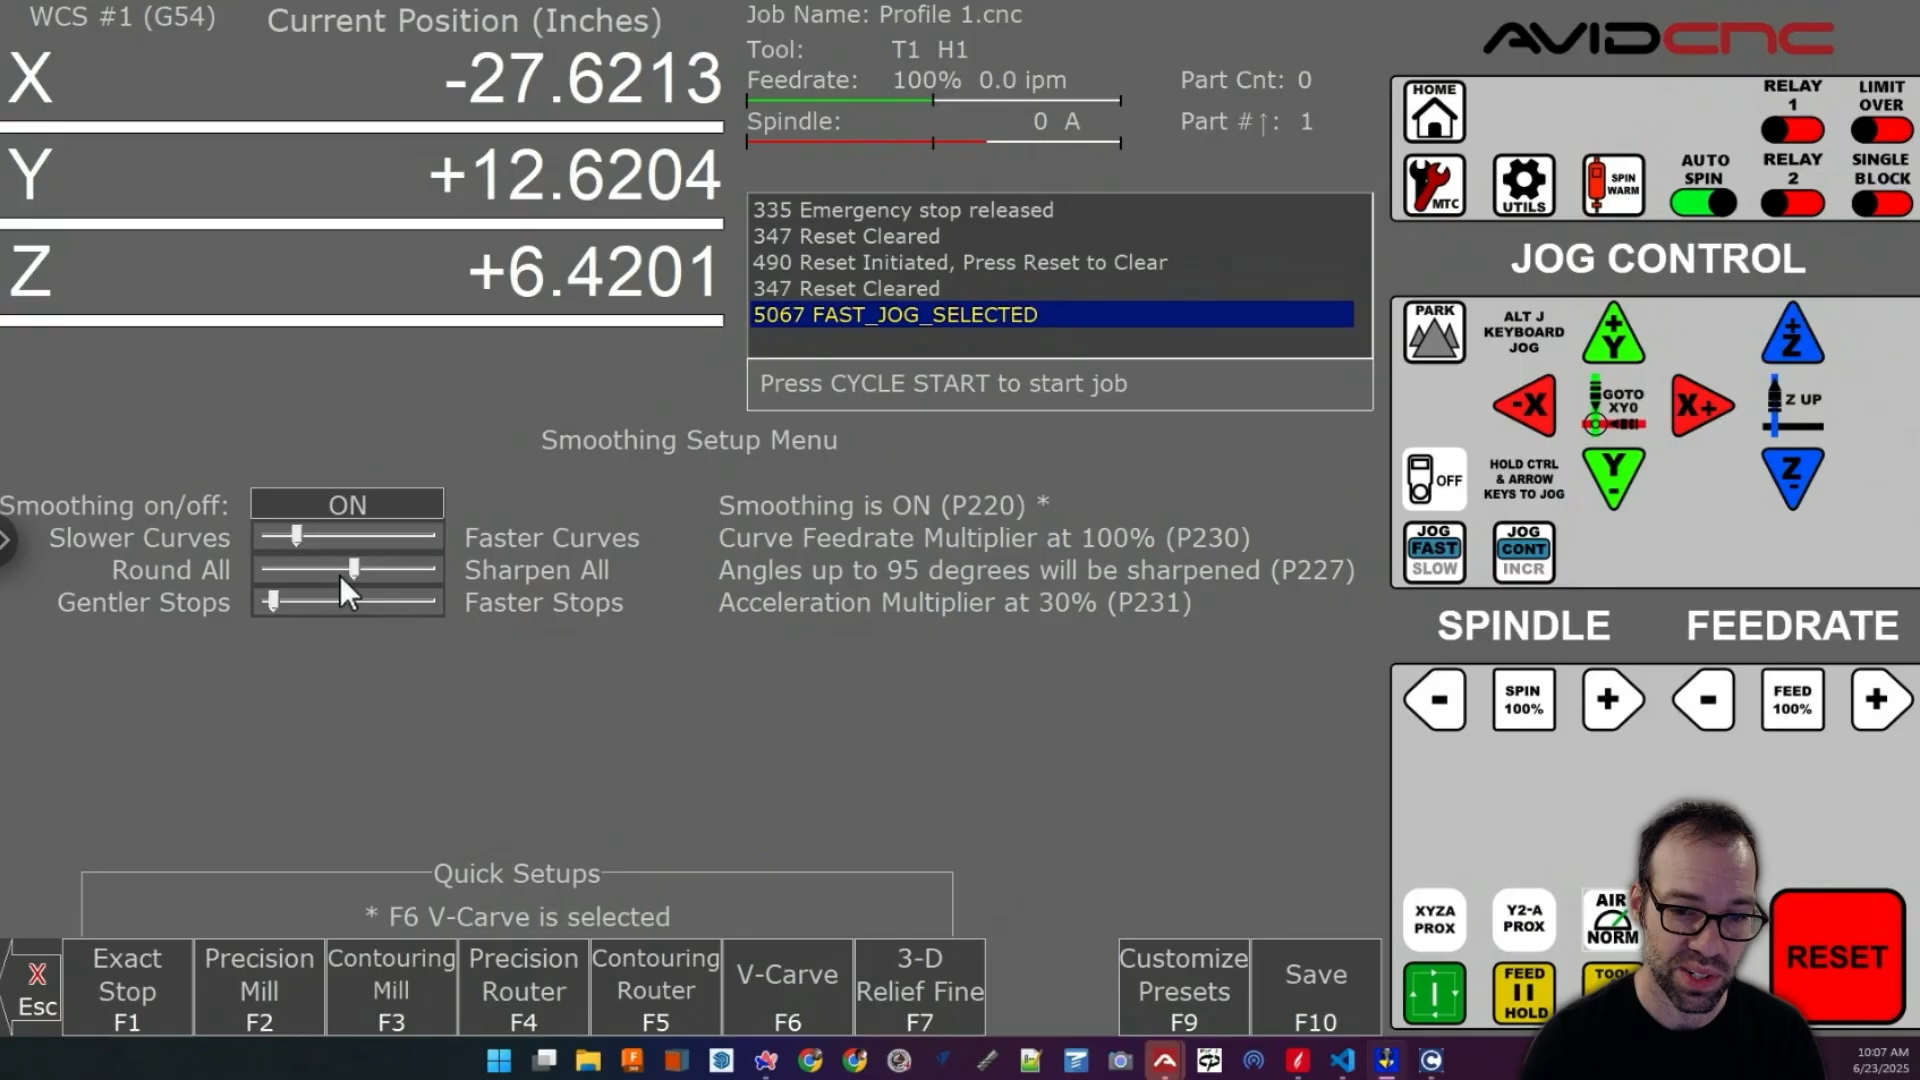 WCS #1 (G54)
Current Position (Inches)
X -27.6213
Y +12.6204
Z +6.4201
Job Name: Profile 1.cnc
Tool: T1 H1
Feedrate: 100% 0.0 ipm
Part Cnt: 0
Spindle: 0 A
Part #↑: 1
335 Emergency stop released
347 Reset Cleared
490 Reset Initiated, Press Reset to Clear
347 Reset Cleared
5067 FAST_JOG_SELECTED
Press CYCLE START to start job
Smoothing Setup Menu
Smoothing on/off: ON Smoothing is ON (P220) *
Slower Curves Faster Curves Curve Feedrate Multiplier at 100% (P230)
Round All Sharpen All Angles up to 95 degrees will be sharpened (P227)
Gentler Stops Faster Stops Acceleration Multiplier at 30% (P231)
Quick Setups
* F6 V-Carve is selected
X
Esc
Exact
Stop
F1
Precision
Mill
F2
Contouring
Mill
F3
Precision
Router
F4
Contouring
Router
F5
V-Carve
F6
3-D
Relief Fine
F7
Customize
Presets
F9
Save
F10
AVIDCNC
HOME
RELAY
1
LIMIT
OVER
MTC
UTILS
SPIN
WARM
AUTO
SPIN
RELAY
2
SINGLE
BLOCK
JOG CONTROL
PARK
ALT J
KEYBOARD
JOG
+
Y
+
Z
-X
GOTO
XY0
X+
Z UP
OFF
HOLD CTRL
& ARROW
KEYS TO JOG
Y
-
Z
-
JOG
FAST
SLOW
JOG
CONT
INCR
SPINDLE
FEEDRATE
-
SPIN
100%
+
-
FEED
100%
+
XYZA
PROX
Y2-A
PROX
AIR
NORM
RESET
FEED
HOLD
10:07 AM
6/23/2025